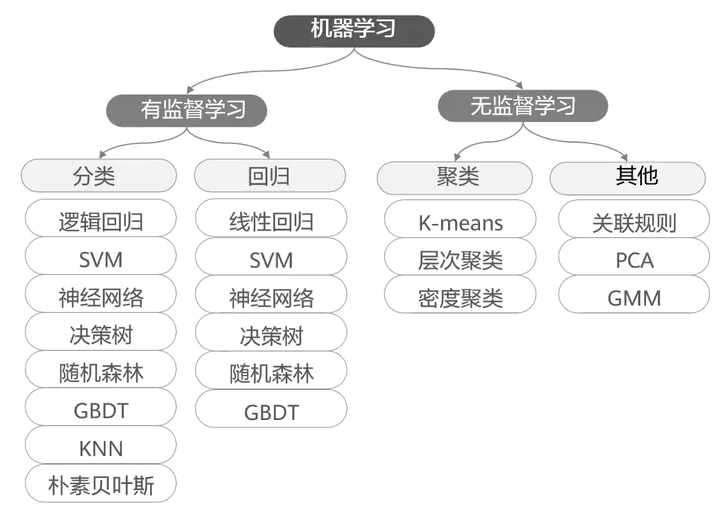 机器学习
有监督学习
无监督学习
分类
回归
聚类
其他
逻辑回归
线性回归
K-means
关联规则
SVM
SVM
层次聚类
PCA
神经网络
神经网络
密度聚类
GMM
决策树
决策树
随机森林
随机森林
GBDT
GBDT
KNN
朴素贝叶斯